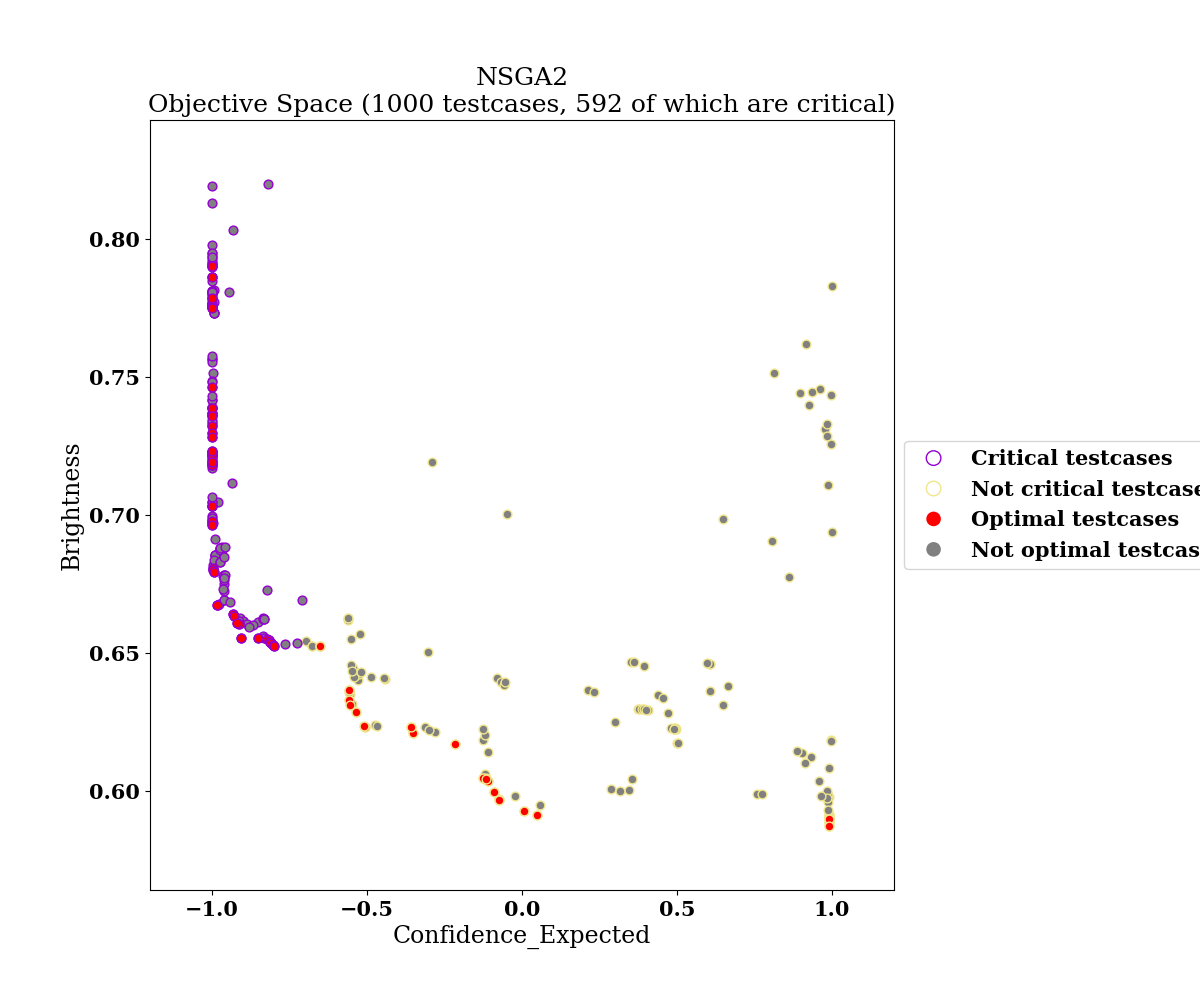 NSGA2
Objective Space (1000 testcases, 592 of which are critical)
0.80
0.75
0.70
0.65
0.60
Brightness
−1.0
−0.5
0.0
0.5
1.0
Confidence_Expected
Critical testcases
Not critical testcase
Optimal testcases
Not optimal testcas